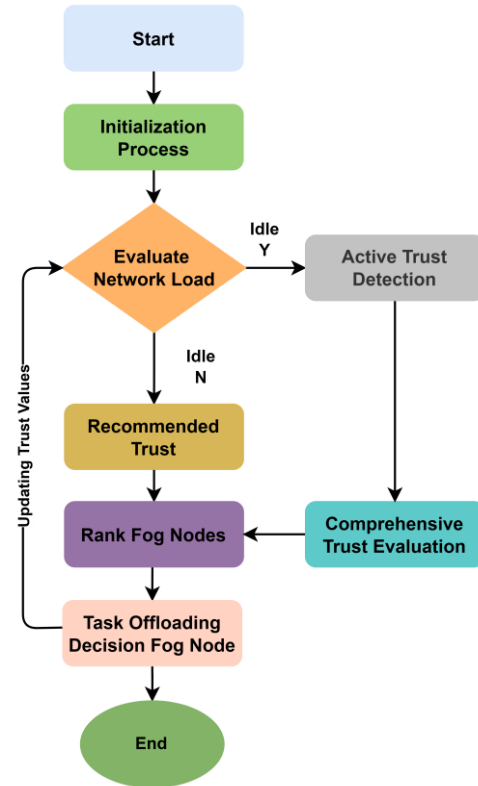 Start
Initialization
Process
Evaluate
Network Load
Idle
Y
Active Trust
Detection
Idle
N
Updating Trust Values
Recommended
Trust
Rank Fog Nodes
Comprehensive
Trust Evaluation
Task Offloading
Decision Fog Node
End